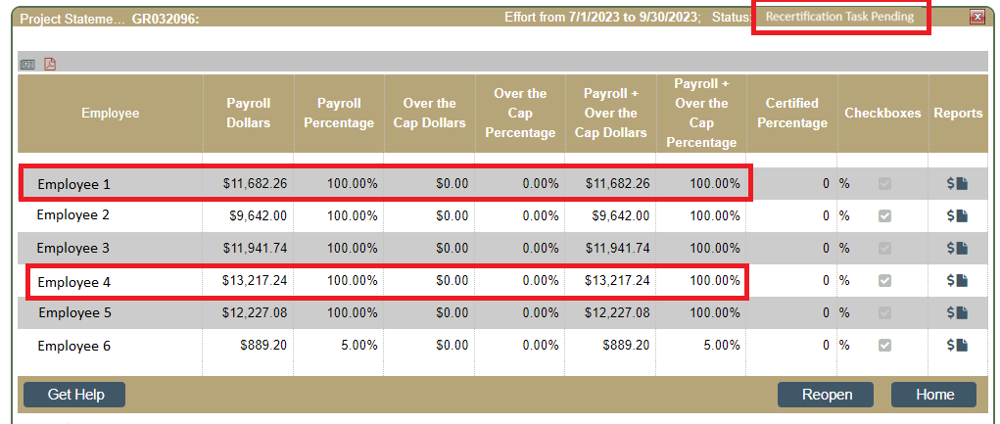 Project Stateme... GR032096: Effort from 7/1/2023 to 9/30/2023; Status: Recertification Task Pending
Employee Payroll Dollars Payroll Percentage Over the Cap Dollars Over the Cap Percentage Payroll + Over the Cap Dollars Payroll + Over the Cap Percentage Certified Percentage Checkboxes Reports
Employee 1 $11,682.26 100.00% $0.00 0.00% $11,682.26 100.00% 0 %
Employee 2 $9,642.00 100.00% $0.00 0.00% $9,642.00 100.00% 0 %
Employee 3 $11,941.74 100.00% $0.00 0.00% $11,941.74 100.00% 0 %
Employee 4 $13,217.24 100.00% $0.00 0.00% $13,217.24 100.00% 0 %
Employee 5 $12,227.08 100.00% $0.00 0.00% $12,227.08 100.00% 0 %
Employee 6 $889.20 5.00% $0.00 0.00% $889.20 5.00% 0 %
Get Help Reopen Home